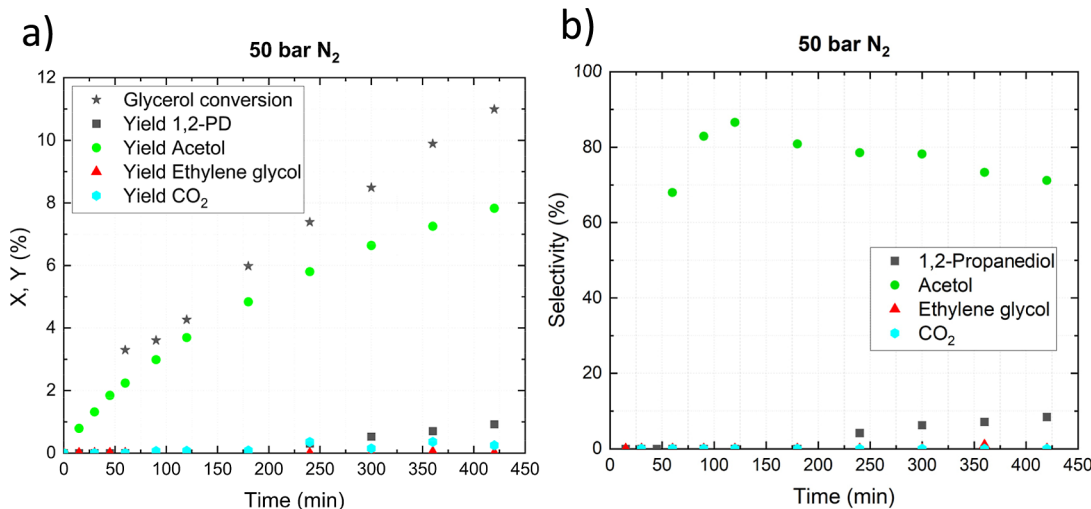 a)
50 bar N₂
12
10
8
6
4
2
0
X, Y (%)
Glycerol conversion
Yield 1,2-PD
Yield Acetol
Yield Ethylene glycol
Yield CO₂
0 50 100 150 200 250 300 350 400 450
Time (min)
b)
50 bar N₂
100
80
60
40
20
0
Selectivity (%)
1,2-Propanediol
Acetol
Ethylene glycol
CO₂
0 50 100 150 200 250 300 350 400 450
Time (min)